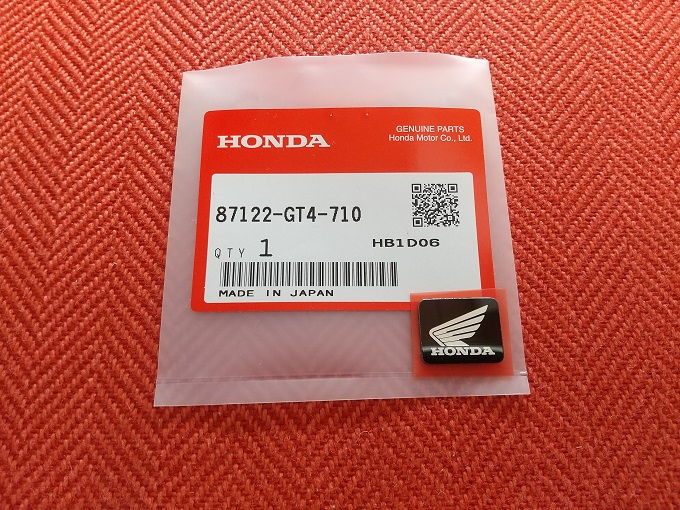 HONDA
GENUINE PARTS
Honda Motor Co., Ltd.
87122-GT4-710
HB1D06
QTY 1
MADE IN JAPAN
HONDA